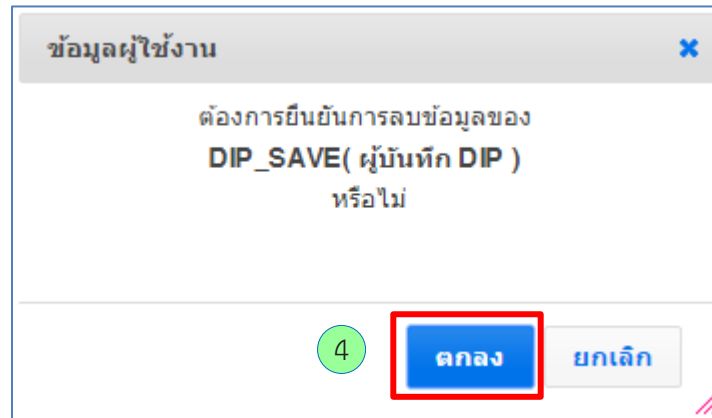 ข้อมูลผู้ใช้งาน
ต้องการยืนยันการลบข้อมูลของ
DIP_SAVE( ผู้บันทึก DIP )
หรือไม่
4 ตกลง ยกเลิก